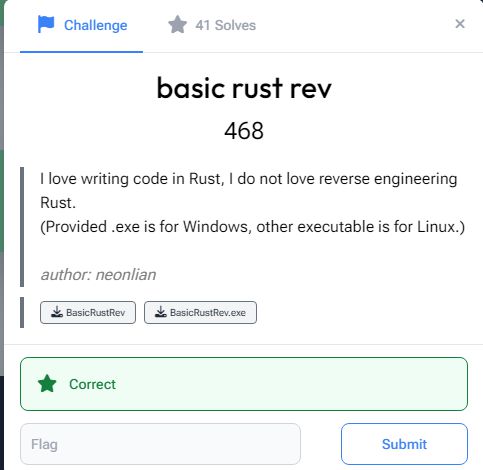 Challenge
41 Solves
×
basic rust rev
468
I love writing code in Rust, I do not love reverse engineering
Rust.
(Provided .exe is for Windows, other executable is for Linux.)
author: neonlian
BasicRustRev
BasicRustRev.exe
Correct
Flag
Submit